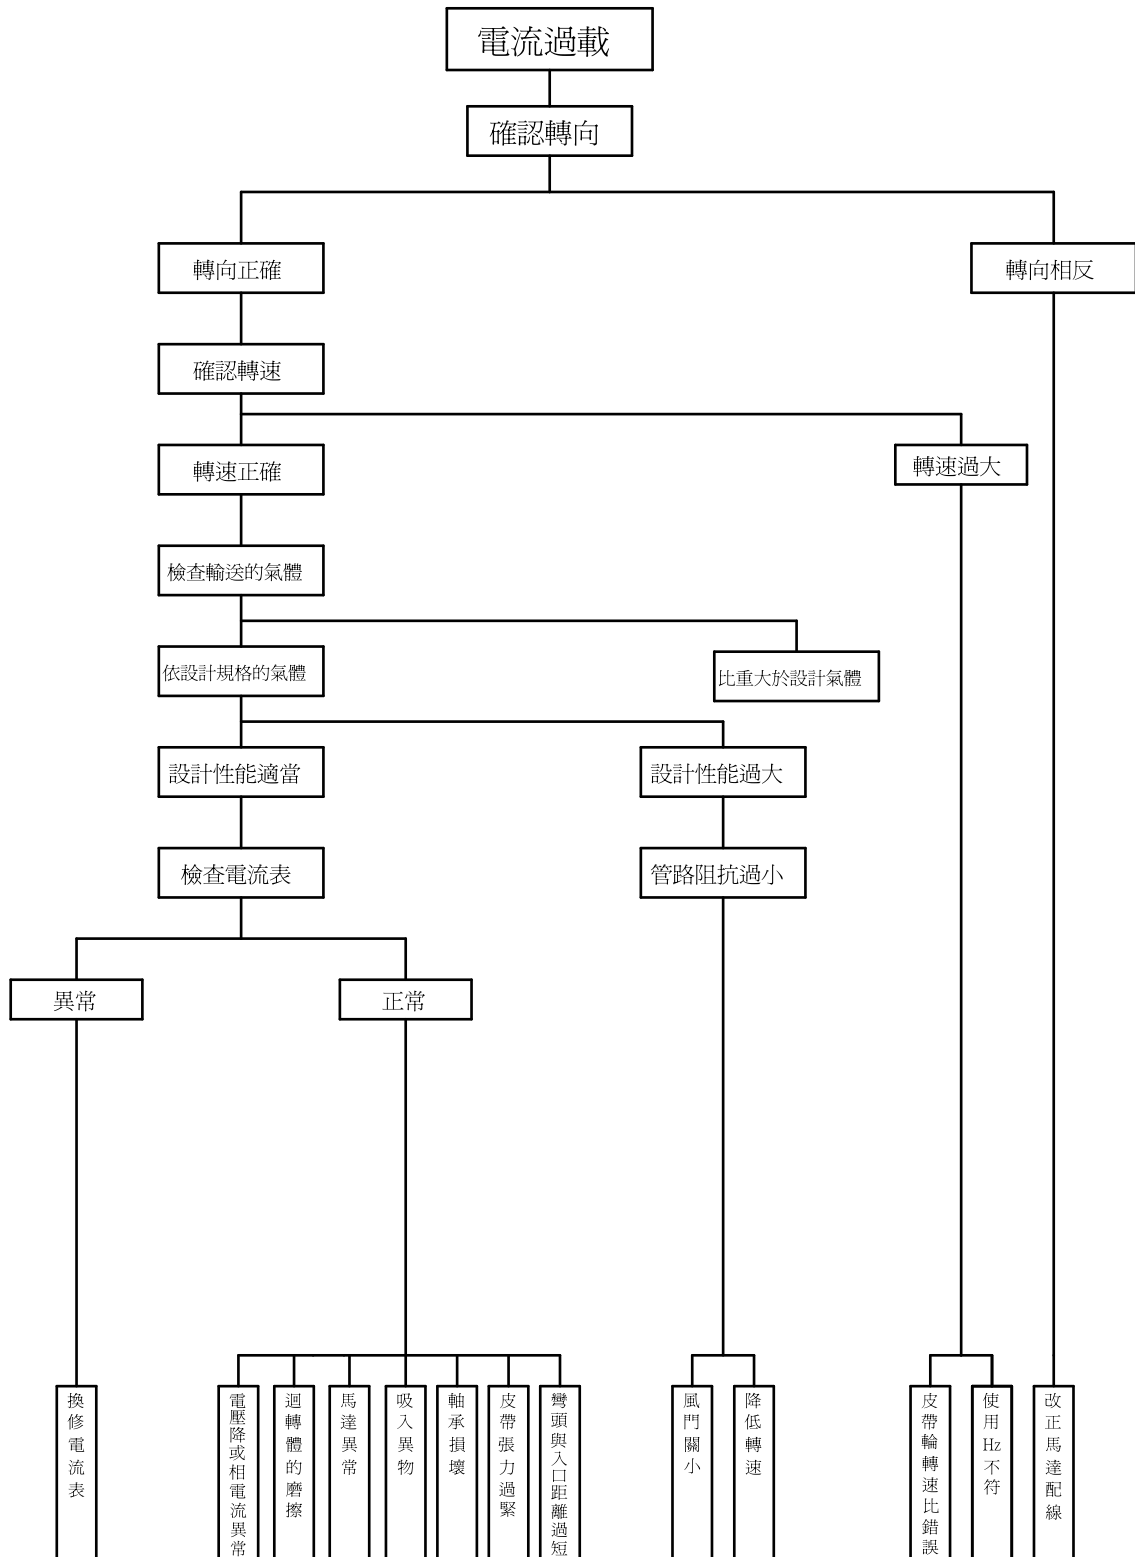 電流過載
確認轉向
轉向正確
轉向相反
確認轉速
轉速正確
轉速過大
檢查輸送的氣體
依設計規格的氣體
比重大於設計氣體
設計性能適當
設計性能過大
檢查電流表
管路阻抗過小
異常
正常
換修電流表
電壓降或相電流異常
迴轉體的磨擦
馬達異常
吸入異物
軸承損壞
皮帶張力過緊
彎頭與入口距離過短
風門關小
降低轉速
皮帶輪轉速比錯誤
使用Hz不符
改正馬達配線